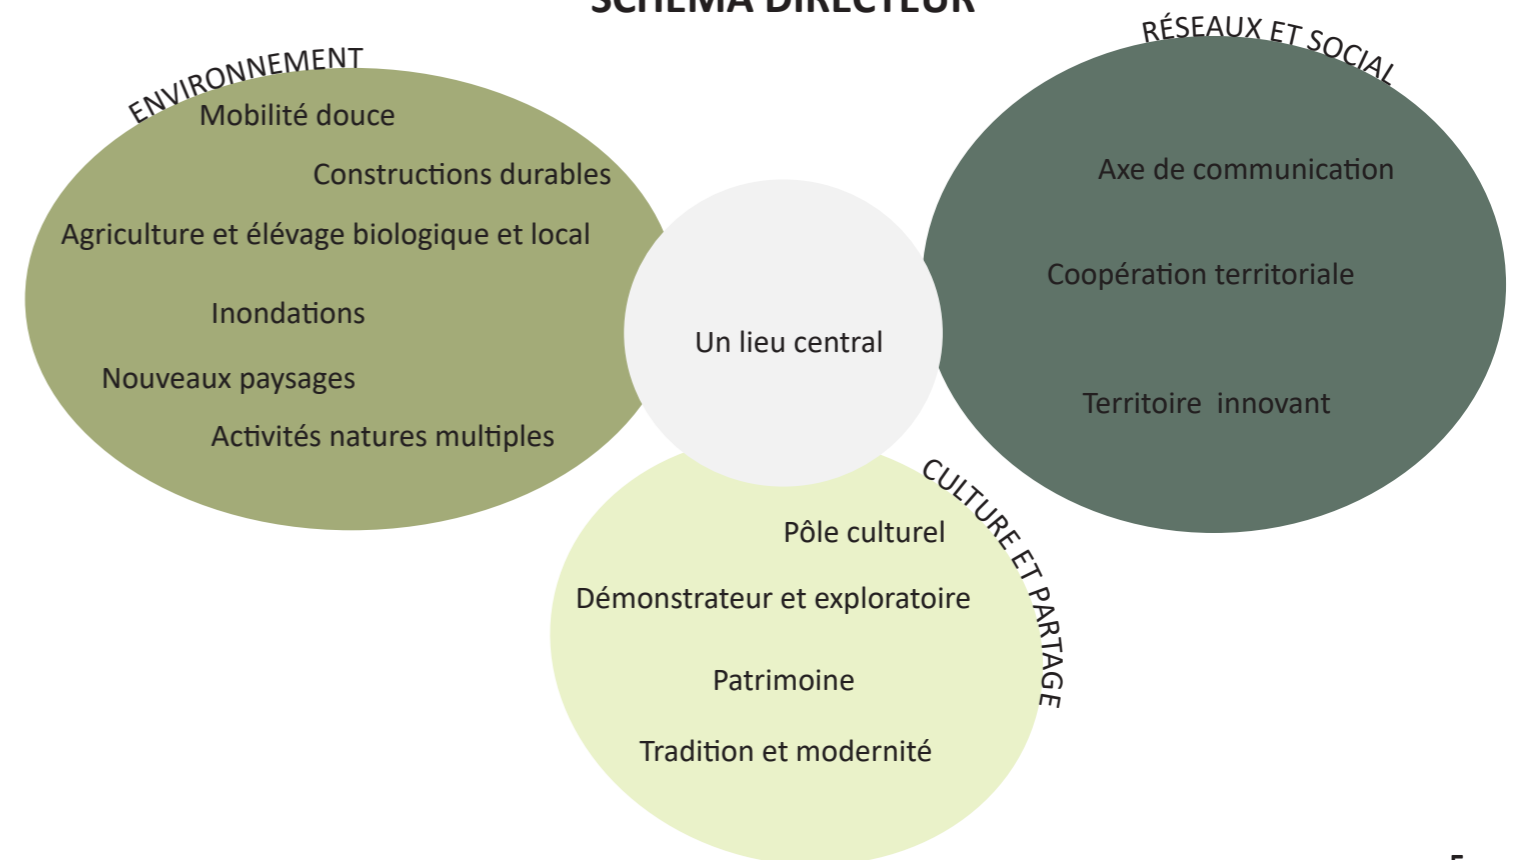 SCHÉMA DIRECTEUR
ENVIRONNEMENT
Mobilité douce
Constructions durables
Agriculture et élévage biologique et local
Inondations
Nouveaux paysages
Activités natures multiples
Un lieu central
RÉSEAUX ET SOCIAL
Axe de communication
Coopération territoriale
Territoire  innovant
CULTURE ET PARTAGE
Pôle culturel
Démonstrateur et exploratoire
Patrimoine
Tradition et modernité